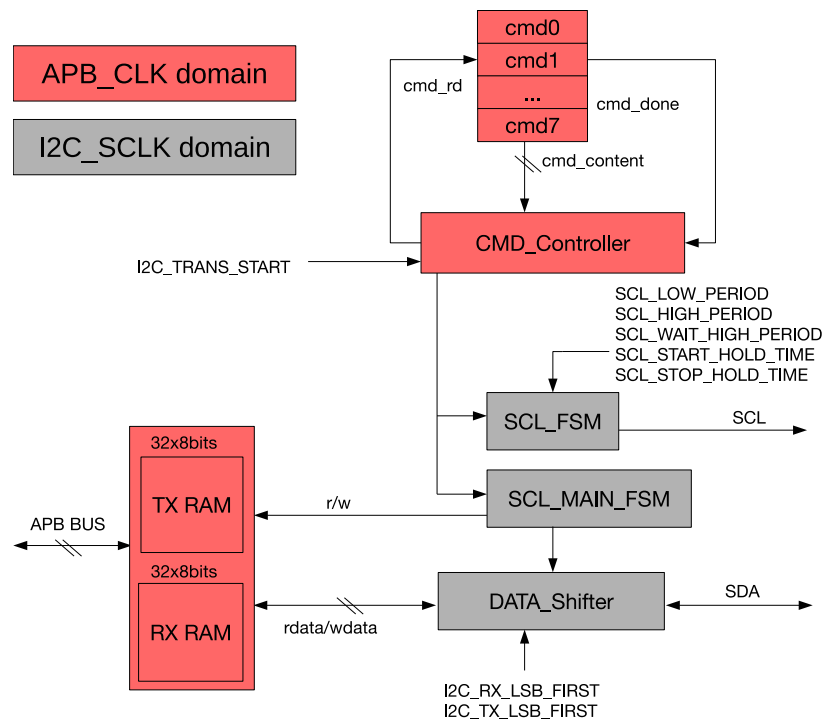 APB_CLK domain
I2C_SCLK domain
cmd0
cmd1
...
cmd7
cmd_rd
cmd_done
cmd_content
CMD_Controller
I2C_TRANS_START
SCL_LOW_PERIOD
SCL_HIGH_PERIOD
SCL_WAIT_HIGH_PERIOD
SCL_START_HOLD_TIME
SCL_STOP_HOLD_TIME
SCL_FSM
SCL
32x8bits
TX RAM
r/w
SCL_MAIN_FSM
APB BUS
32x8bits
RX RAM
rdata/wdata
DATA_Shifter
SDA
I2C_RX_LSB_FIRST
I2C_TX_LSB_FIRST